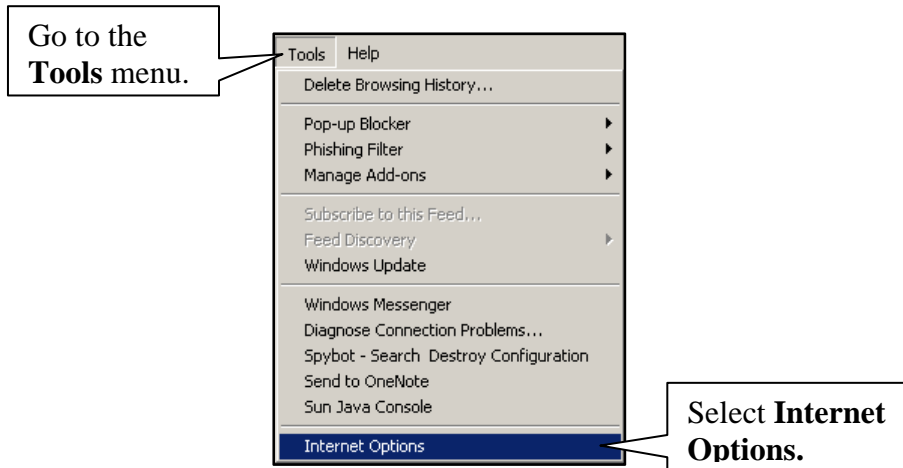 Go to the
Tools menu.
Tools Help
Delete Browsing History...
Pop-up Blocker
Phishing Filter
Manage Add-ons
Subscribe to this Feed...
Feed Discovery
Windows Update
Windows Messenger
Diagnose Connection Problems...
Spybot - Search Destroy Configuration
Send to OneNote
Sun Java Console
Internet Options
Select Internet
Options.